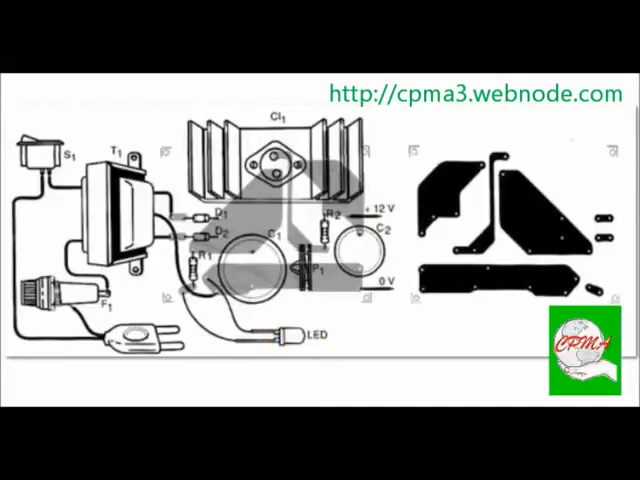 http://cpma3.webnode.com
CI1
S1
T1
D1
R2
+ 12 V
D2
C1
C2
R1
P1
F1
0 V
LED
CPMA